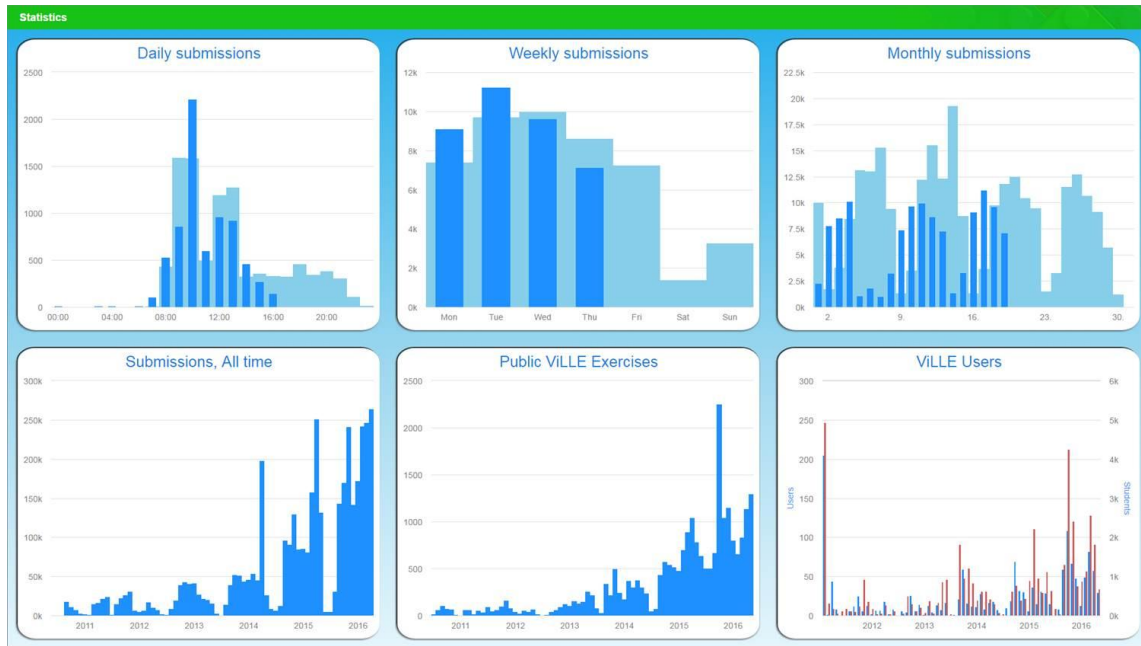 Statistics
Daily submissions
2500
2000
1500
1000
500
0
00:00 04:00 08:00 12:00 16:00 20:00
Weekly submissions
12k
10k
8k
6k
4k
2k
0k
Mon Tue Wed Thu Fri Sat Sun
Monthly submissions
22.5k
20k
17.5k
15k
12.5k
10k
7.5k
5k
2.5k
0k
2. 9. 16. 23. 30.
Submissions, All time
300k
250k
200k
150k
100k
50k
0k
2011 2012 2013 2014 2015 2016
Public ViLLE Exercises
2500
2000
1500
1000
500
0
2011 2012 2013 2014 2015 2016
ViLLE Users
300 6k
250 5k
200 4k
150 3k
100 2k
50 1k
0 0k
Users
Students
2012 2013 2014 2015 2016